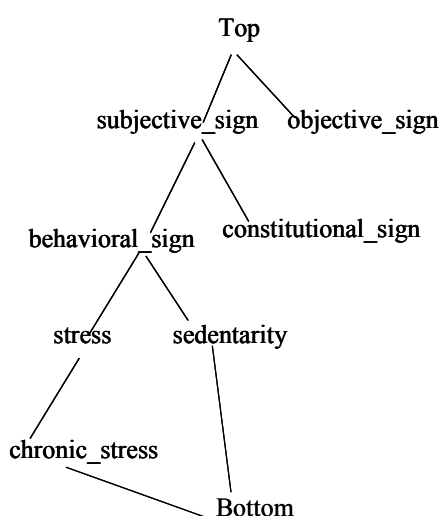 Top
subjective_sign objective_sign
behavioral_sign constitutional_sign
stress sedentarity
chronic_stress
Bottom